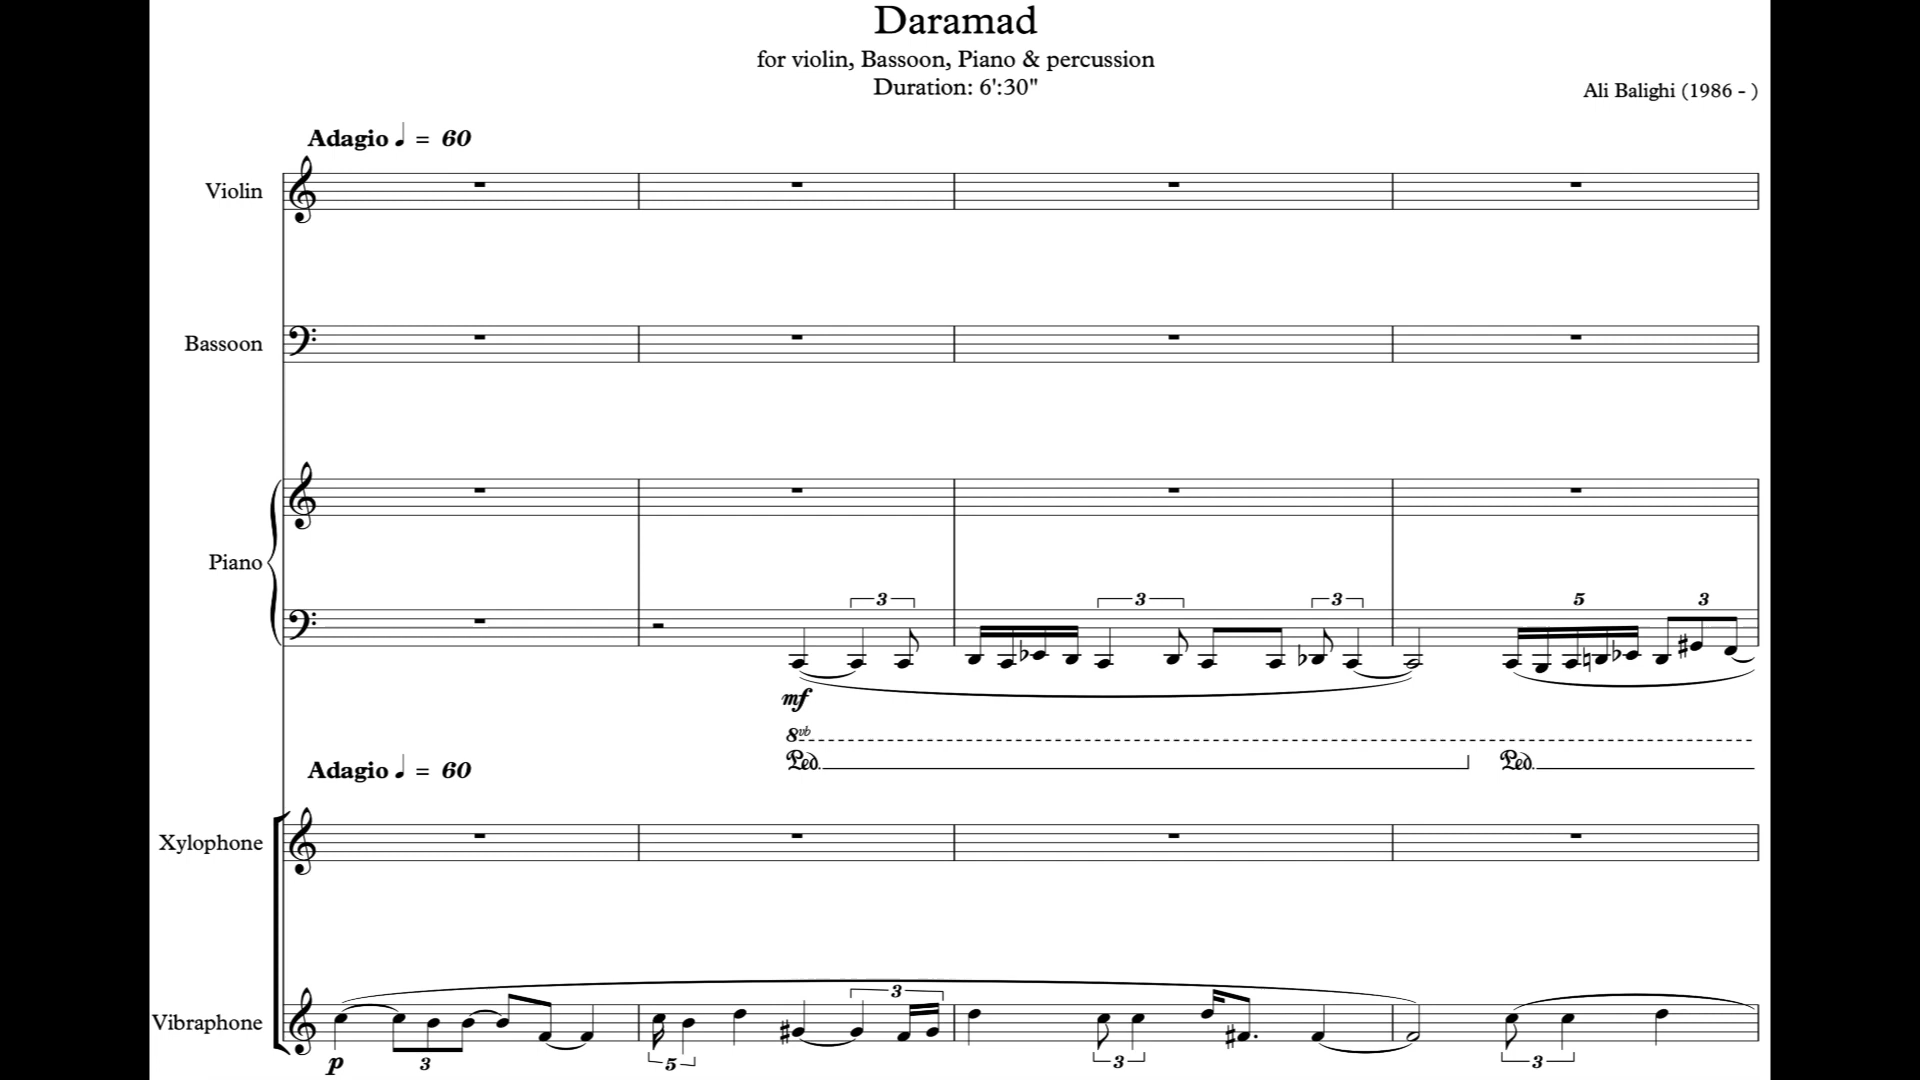 Daramad
for violin, Bassoon, Piano & percussion
Duration: 6':30"
Ali Balighi (1986 - )
Adagio ♩ = 60
Violin
Bassoon
Piano
3
3
3
5
3
mf
8vb
Ped.
Ped.
Adagio ♩ = 60
Xylophone
Vibraphone
3
p
3
5
3
3